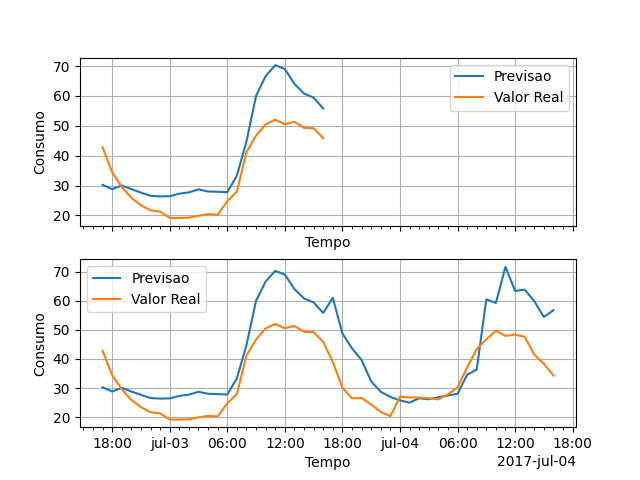 70
60
50
40
30
20
Consumo
Previsao
Valor Real
Tempo
70
60
50
40
30
20
Consumo
Previsao
Valor Real
18:00 jul-03 06:00 12:00 18:00 jul-04 06:00 12:00 18:00
Tempo
2017-jul-04